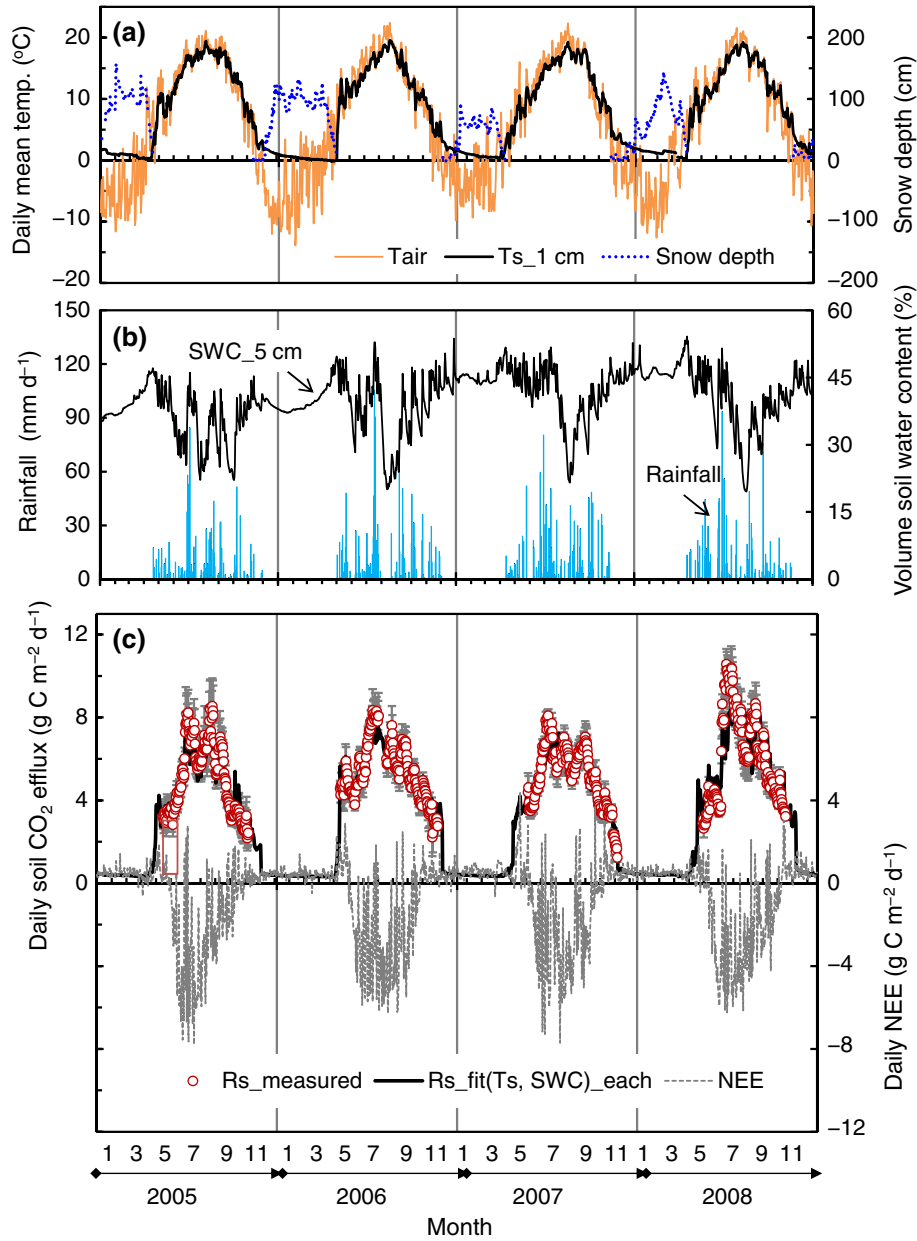 (a)
Daily mean temp. (°C)
20
10
0
−10
−20
Snow depth (cm)
200
100
0
−100
−200
Tair
Ts_1 cm
Snow depth
(b)
Rainfall (mm d⁻¹)
150
120
90
60
30
0
Volume soil water content (%)
60
45
30
15
0
SWC_5 cm
Rainfall
(c)
Daily soil CO₂ efflux (g C m⁻² d⁻¹)
12
8
4
0
Daily NEE (g C m⁻² d⁻¹)
4
0
−4
−8
−12
Rs_measured
Rs_fit(Ts, SWC)_each
NEE
1 3 5 7 9 11 1 3 5 7 9 11 1 3 5 7 9 11 1 3 5 7 9 11
2005 2006 2007 2008
Month